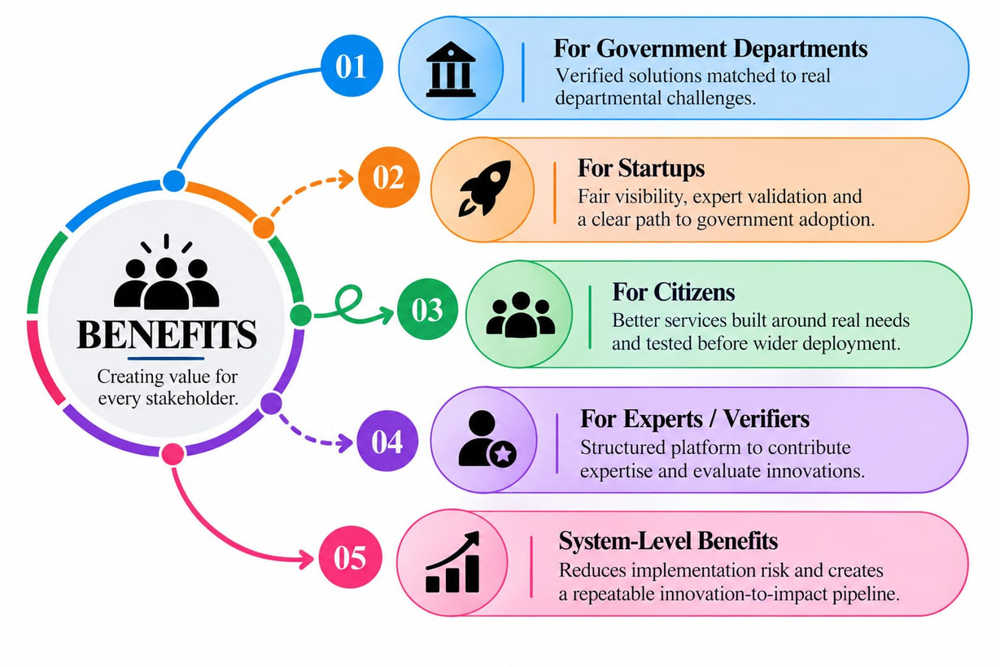 BENEFITS
Creating value for
every stakeholder.
01
For Government Departments
Verified solutions matched to real
departmental challenges.
02
For Startups
Fair visibility, expert validation and
a clear path to government adoption.
03
For Citizens
Better services built around real needs
and tested before wider deployment.
04
For Experts / Verifiers
Structured platform to contribute
expertise and evaluate innovations.
05
System-Level Benefits
Reduces implementation risk and creates
a repeatable innovation-to-impact pipeline.